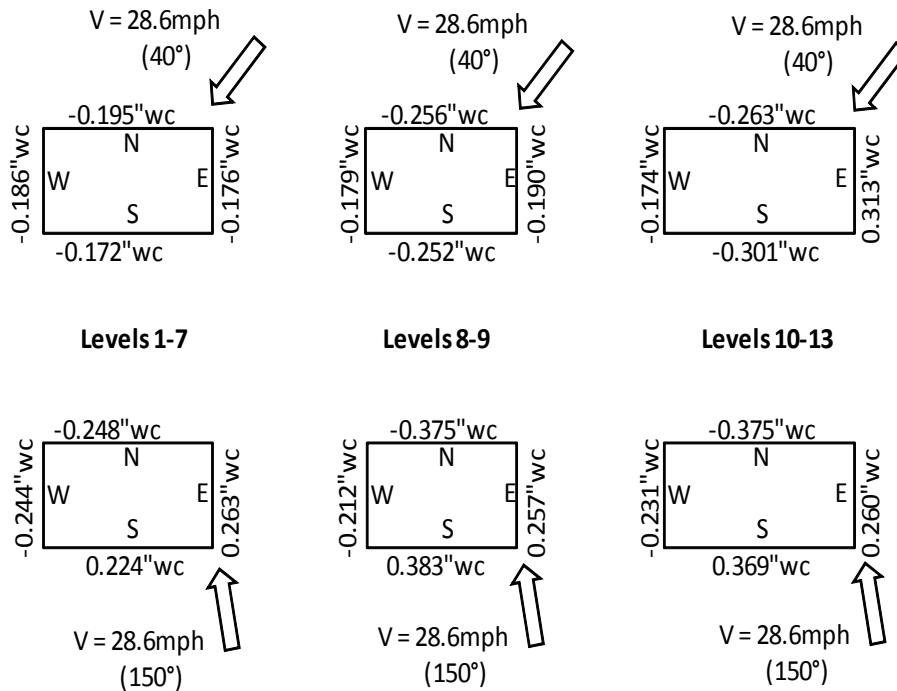 V = 28.6mph
(40°)
-0.195"wc
-0.186"wc
N
W
E
S
-0.176"wc
-0.172"wc
V = 28.6mph
(40°)
-0.256"wc
-0.179"wc
N
W
E
S
-0.190"wc
-0.252"wc
V = 28.6mph
(40°)
-0.263"wc
-0.174"wc
N
W
E
S
0.313"wc
-0.301"wc
Levels 1-7
Levels 8-9
Levels 10-13
-0.248"wc
-0.244"wc
N
W
E
S
0.263"wc
0.224"wc
V = 28.6mph
(150°)
-0.375"wc
-0.212"wc
N
W
E
S
0.257"wc
0.383"wc
V = 28.6mph
(150°)
-0.375"wc
-0.231"wc
N
W
E
S
0.260"wc
0.369"wc
V = 28.6mph
(150°)